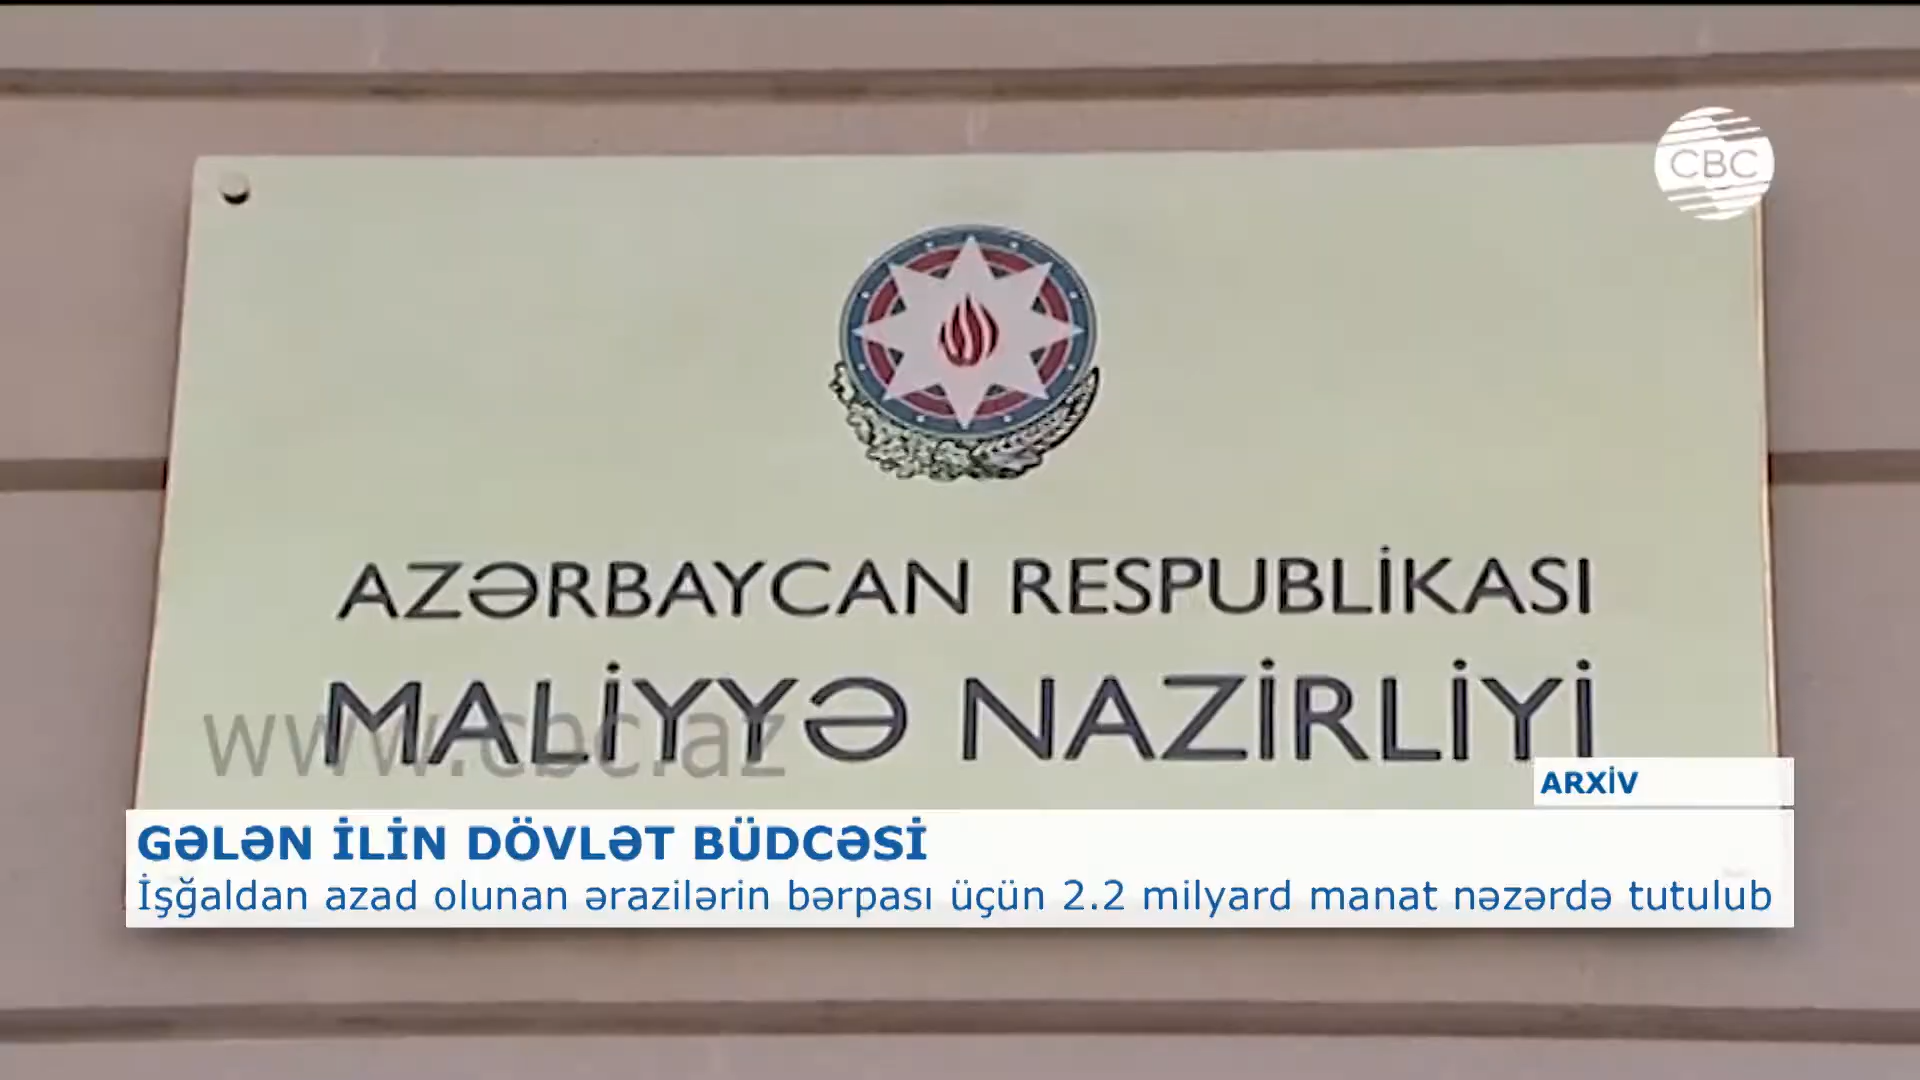 CBC
AZƏRBAYCAN RESPUBLİKASI
MALİYYƏ NAZİRLİYİ
www.cbc.az
ARXİV
GƏLƏN İLİN DÖVLƏT BÜDCƏSİ
İşğaldan azad olunan ərazilərin bərpası üçün 2.2 milyard manat nəzərdə tutulub